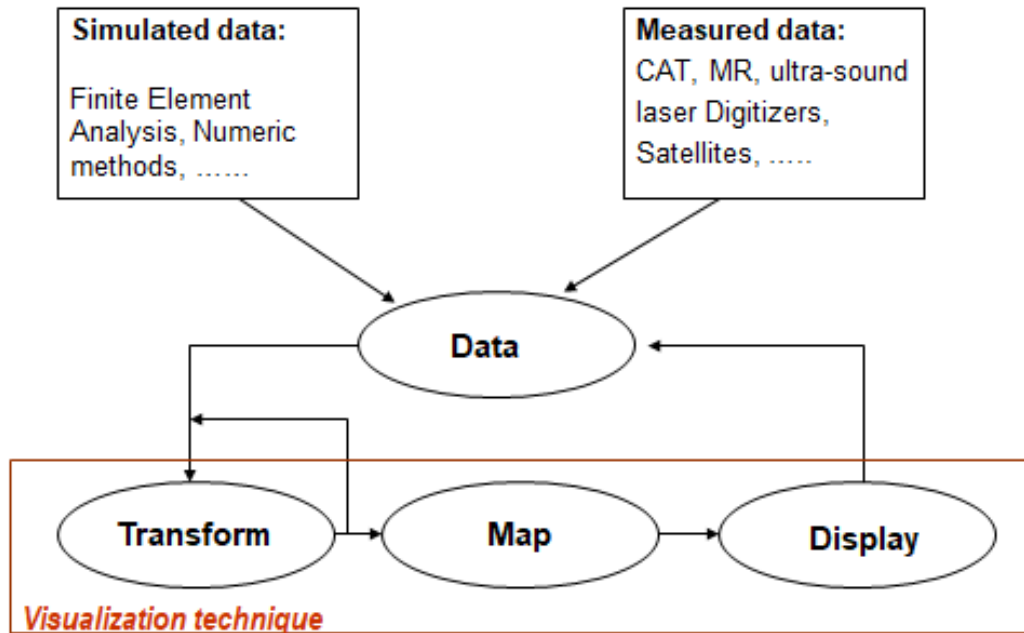 Simulated data:
Finite Element
Analysis, Numeric
methods, ......
Measured data:
CAT, MR, ultra-sound
laser Digitizers,
Satellites, .....
Data
Transform
Map
Display
Visualization technique